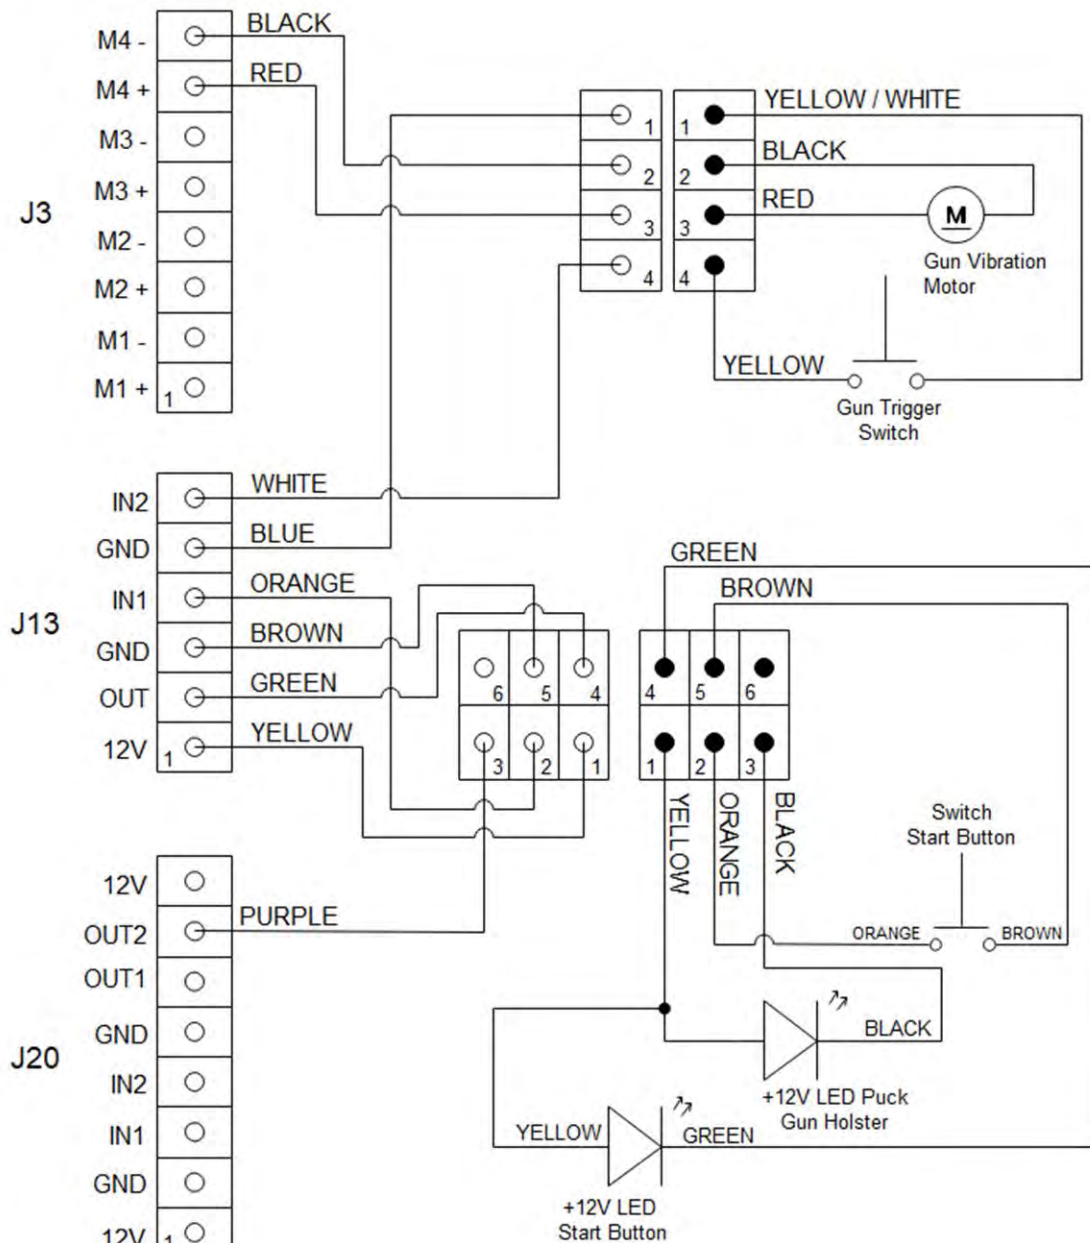 J3
M4 -
M4 +
M3 -
M3 +
M2 -
M2 +
M1 -
M1 +
1
BLACK
RED
1
2
3
4
1
2
3
4
YELLOW / WHITE
BLACK
RED
M
Gun Vibration
Motor
YELLOW
Gun Trigger
Switch
J13
IN2
GND
IN1
GND
OUT
12V
1
WHITE
BLUE
ORANGE
BROWN
GREEN
YELLOW
6
5
4
3
2
1
GREEN
BROWN
4
5
6
1
2
3
YELLOW
ORANGE
BLACK
Switch
Start Button
ORANGE
BROWN
BLACK
+12V LED Puck
Gun Holster
YELLOW
GREEN
+12V LED
Start Button
J20
12V
OUT2
OUT1
GND
IN2
IN1
GND
12V
1
PURPLE